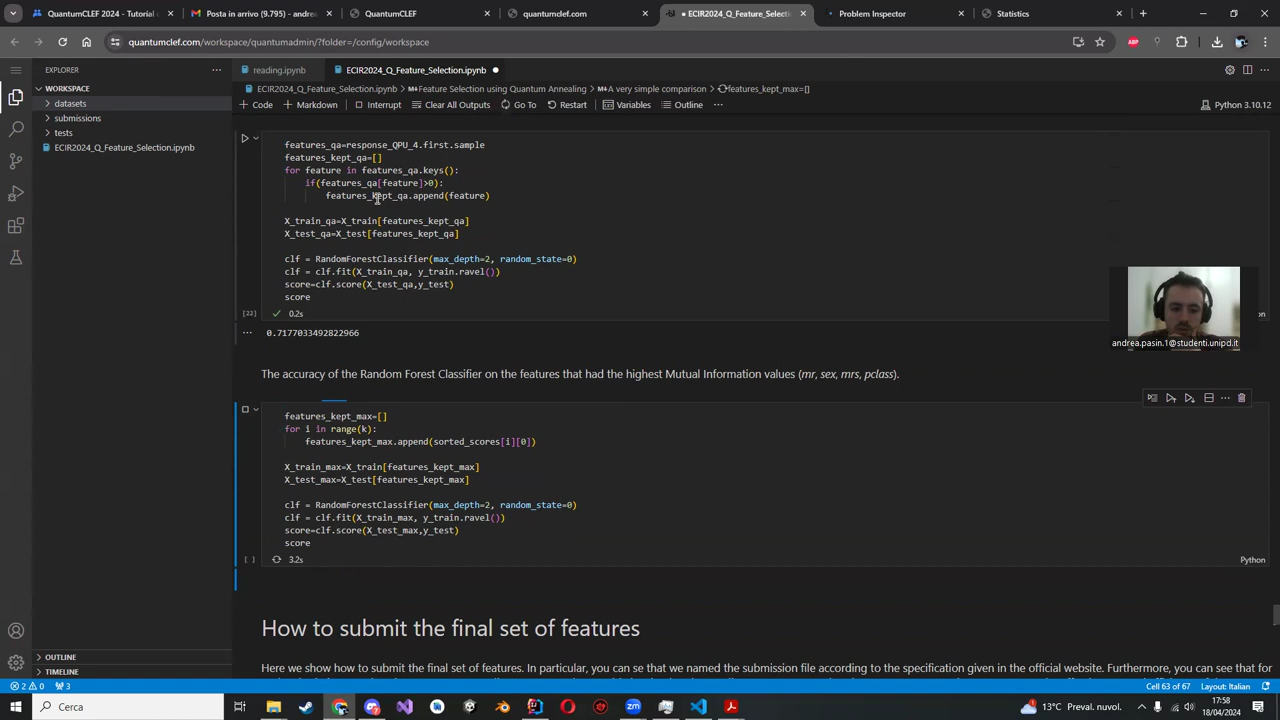 QuantumCLEF 2024 - Tutorial
Posta in arrivo (9.795) - andrea
QuantumCLEF
quantumclef.com
ECIR2024_Q_Feature_Selectio
Problem Inspector
Statistics
quantumclef.com/workspace/quantumadmin/?folder=/config/workspace
EXPLORER
WORKSPACE
datasets
submissions
tests
ECIR2024_Q_Feature_Selection.ipynb
OUTLINE
TIMELINE
reading.ipynb
ECIR2024_Q_Feature_Selection.ipynb
ECIR2024_Q_Feature_Selection.ipynb > Feature Selection using Quantum Annealing > A very simple comparison > features_kept_max=[]
+ Code + Markdown Interrupt Clear All Outputs Go To Restart Variables Outline ... Python 3.10.12
features_qa=response_QPU_4.first.sample
features_kept_qa=[]
for feature in features_qa.keys():
if(features_qa[feature]>0):
features_kept_qa.append(feature)
X_train_qa=X_train[features_kept_qa]
X_test_qa=X_test[features_kept_qa]
clf = RandomForestClassifier(max_depth=2, random_state=0)
clf = clf.fit(X_train_qa, y_train.ravel())
score=clf.score(X_test_qa,y_test)
score
[23] 0.2s
0.7177033492822966
andrea.pasin.1@studenti.unipd.it
The accuracy of the Random Forest Classifier on the features that had the highest Mutual Information values (mr, sex, mrs, pclass).
features_kept_max=[]
for i in range(k):
features_kept_max.append(sorted_scores[i][0])
X_train_max=X_train[features_kept_max]
X_test_max=X_test[features_kept_max]
clf = RandomForestClassifier(max_depth=2, random_state=0)
clf = clf.fit(X_train_max, y_train.ravel())
score=clf.score(X_test_max,y_test)
score
[ ] 3.2s Python
How to submit the final set of features
Here we show how to submit the final set of features. In particular, you can se that we named the submission file according to the specification given in the official website. Furthermore, you can see that for
2 0 3 Cell 63 of 67 Layout: Italian
Cerca
13°C Preval. nuvol.
17:58
18/04/2024